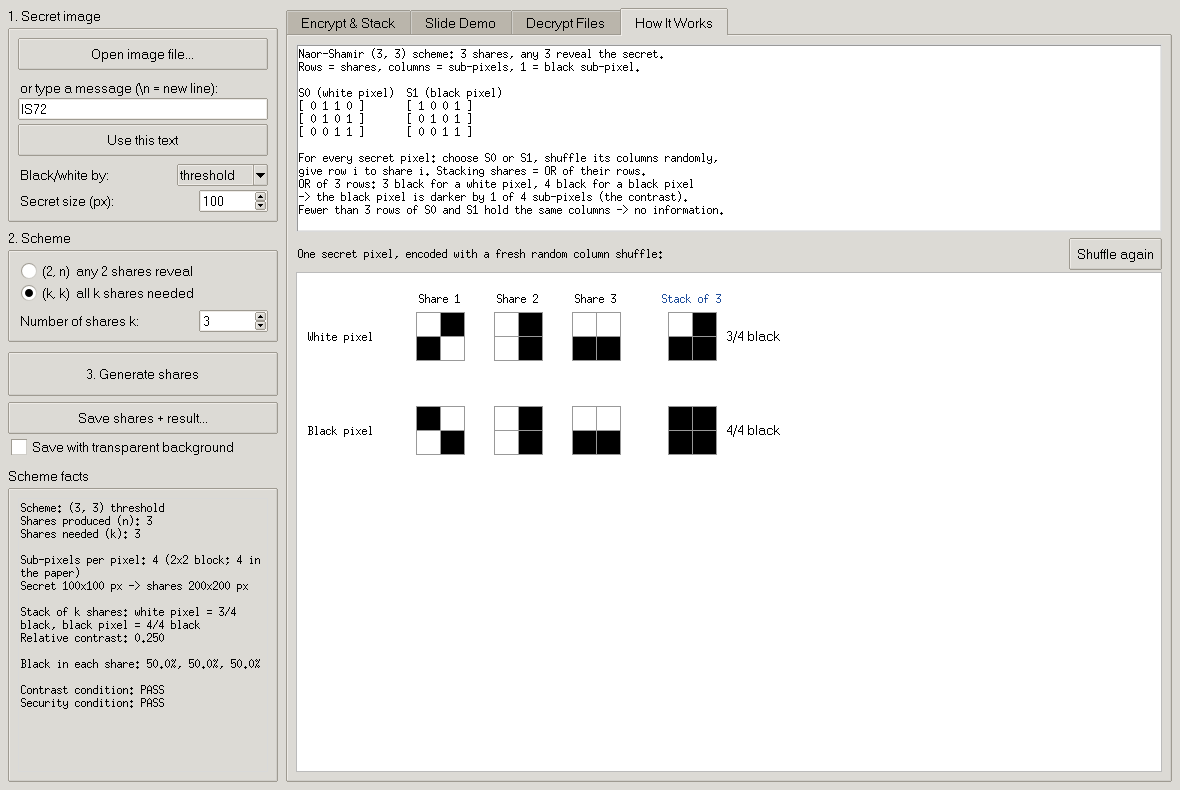 1. Secret image
Open image file...
or type a message (\n = new line):
IS72
Use this text
Black/white by: threshold
Secret size (px): 100
2. Scheme
(2, n) any 2 shares reveal
(k, k) all k shares needed
Number of shares k: 3
3. Generate shares
Save shares + result...
Save with transparent background
Scheme facts
Scheme: (3, 3) threshold
Shares produced (n): 3
Shares needed (k): 3
Sub-pixels per pixel: 4 (2x2 block; 4 in
the paper)
Secret 100x100 px -> shares 200x200 px
Stack of k shares: white pixel = 3/4
black, black pixel = 4/4 black
Relative contrast: 0.250
Black in each share: 50.0%, 50.0%, 50.0%
Contrast condition: PASS
Security condition: PASS
Encrypt & Stack Slide Demo Decrypt Files How It Works
Naor-Shamir (3, 3) scheme: 3 shares, any 3 reveal the secret.
Rows = shares, columns = sub-pixels, 1 = black sub-pixel.
S0 (white pixel) S1 (black pixel)
[ 0 1 1 0 ] [ 1 0 0 1 ]
[ 0 1 0 1 ] [ 0 1 0 1 ]
[ 0 0 1 1 ] [ 0 0 1 1 ]
For every secret pixel: choose S0 or S1, shuffle its columns randomly,
give row i to share i. Stacking shares = OR of their rows.
OR of 3 rows: 3 black for a white pixel, 4 black for a black pixel
-> the black pixel is darker by 1 of 4 sub-pixels (the contrast).
Fewer than 3 rows of S0 and S1 hold the same columns -> no information.
One secret pixel, encoded with a fresh random column shuffle:
Shuffle again
Share 1 Share 2 Share 3 Stack of 3
White pixel 3/4 black
Black pixel 4/4 black